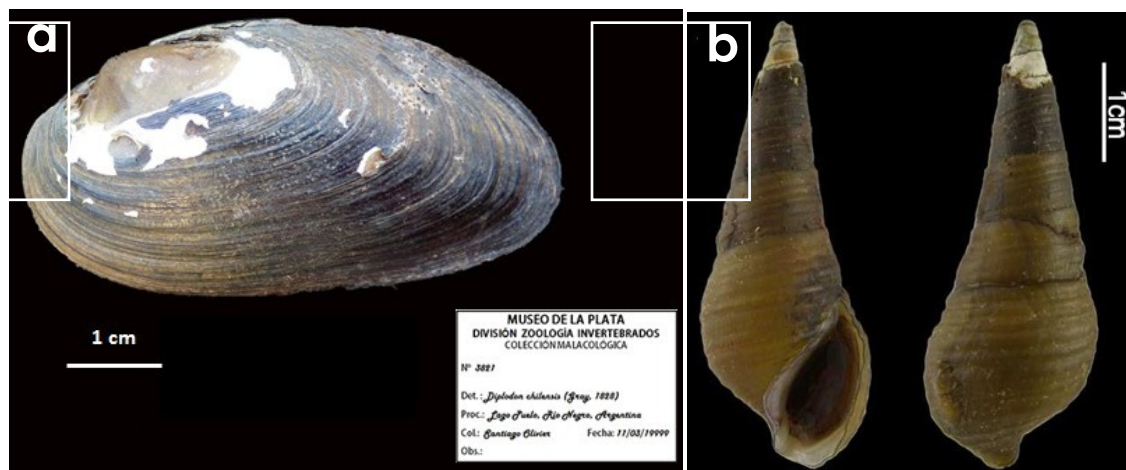 a
b
1 cm
1cm
MUSEO DE LA PLATA
DIVISIÓN ZOOLOGÍA INVERTEBRADOS
COLECCIÓN MALACOLÓGICA
Nº 3821
Det.: Diplodon chilensis (Gray, 1828)
Proc.: Lago Puelo, Río Negro, Argentina
Col.: Santiago Olivier Fecha: 11/03/19999
Obs.: